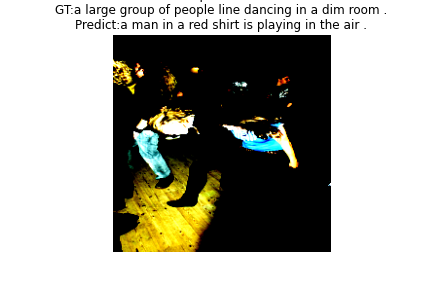 GT:a large group of people line dancing in a dim room .
Predict:a man in a red shirt is playing in the air .